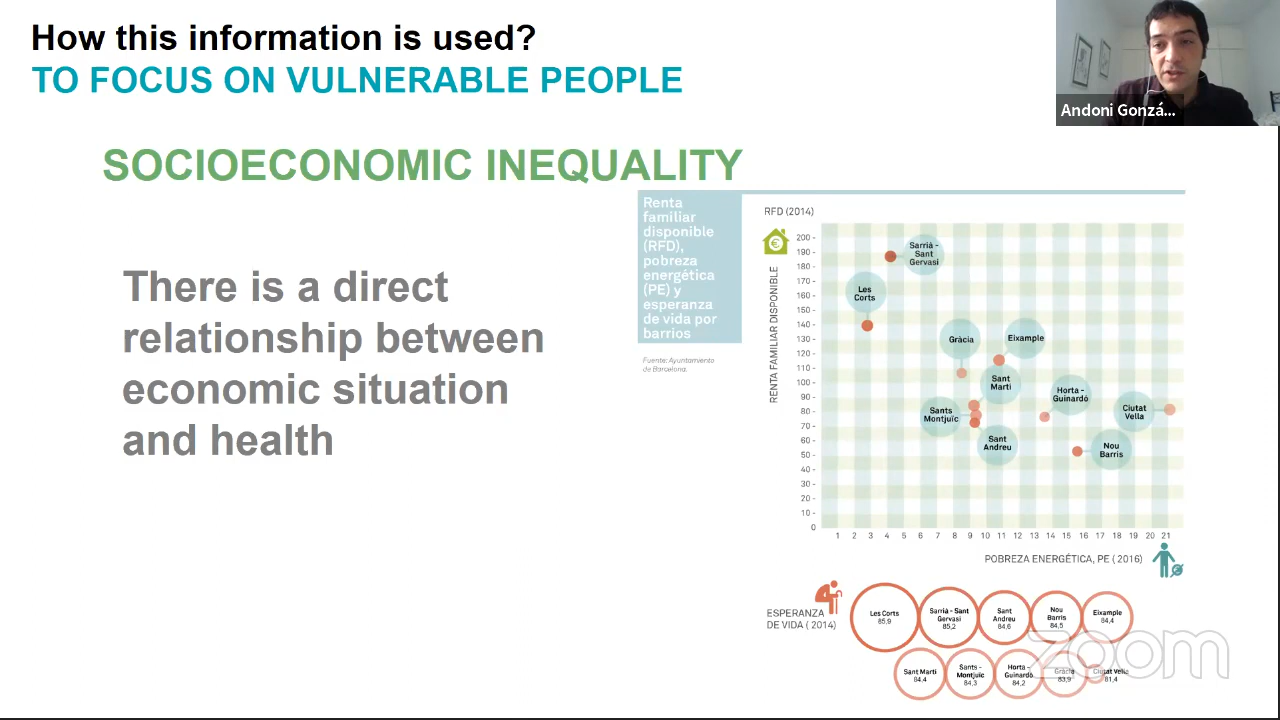 How this information is used?
TO FOCUS ON VULNERABLE PEOPLE
Andoni Gonzá...
SOCIOECONOMIC INEQUALITY
There is a direct
relationship between
economic situation
and health
Renta
familiar
disponible
(RFD),
pobreza
energética
(PE) y
esperanza
de vida por
barrios
Fuente: Ayuntamiento
de Barcelona.
RFD (2014)
RENTA FAMILIAR DISPONIBLE
200 -
190 -
180 -
170 -
160 -
150 -
140 -
130 -
120 -
110 -
100 -
90 -
80 -
70 -
60 -
50 -
40 -
30 -
20 -
10 -
0
Sarrià -
Sant
Gervasi
Les
Corts
Gràcia
Eixample
Sant
Martí
Horta -
Guinardó
Sants
Montjuïc
Ciutat
Vella
Sant
Andreu
Nou
Barris
1 2 3 4 5 6 7 8 9 10 11 12 13 14 15 16 17 18 19 20 21
POBREZA ENERGÉTICA, PE ( 2016)
ESPERANZA
DE VIDA ( 2014)
Les Corts
85,9
Sarrià - Sant
Gervasi
85,2
Sant
Andreu
84,6
Nou
Barris
84,5
Eixample
84,4
Sant Martí
84,4
Sants -
Montjuïc
84,3
Horta -
Guinardó
84,2
Gràcia
83,9
Ciutat Vella
81,4
zoom